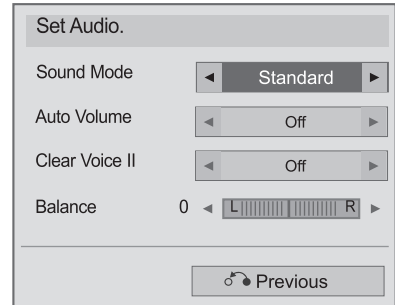 Set Audio.
Sound Mode ◄ Standard ►
Auto Volume ◄ Off ►
Clear Voice II ◄ Off ►
Balance 0 ◄ L R ►
Previous